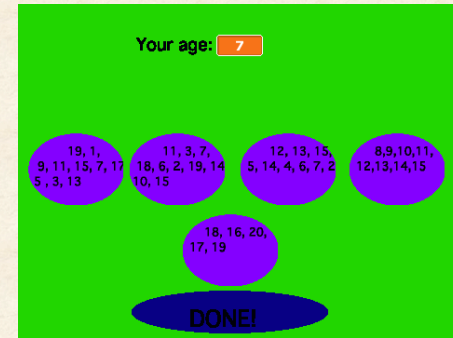 Your age: 7
19, 1,
9, 11, 15, 7, 17
5 , 3, 13
11, 3, 7,
18, 6, 2, 19, 14
10, 15
12, 13, 15,
5, 14, 4, 6, 7, 2
8,9,10,11,
12,13,14,15
18, 16, 20,
17, 19
DONE!